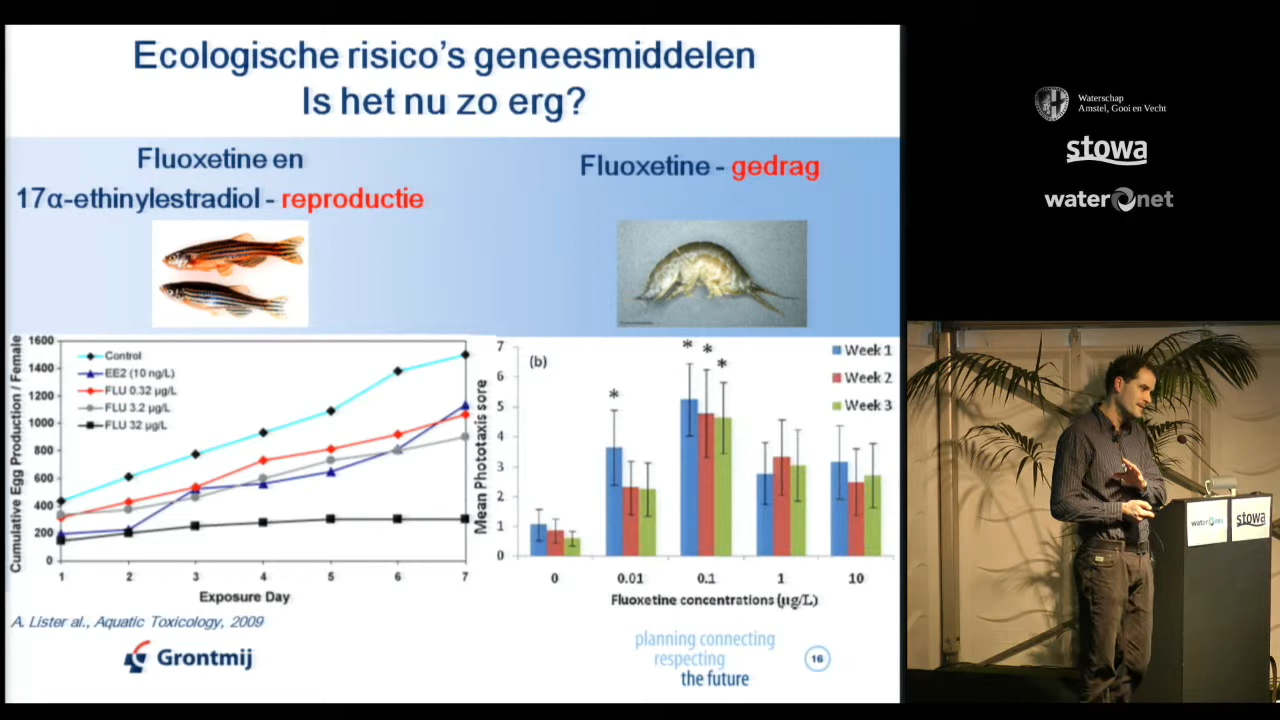 Ecologische risico's geneesmiddelen
Is het nu zo erg?
Fluoxetine en
17α-ethinylestradiol - reproductie
Fluoxetine - gedrag
1600
1400
1200
1000
800
600
400
200
0
Cumulative Egg Production / Female
Control
EE2 (10 ng/L)
FLU 0.32 µg/L
FLU 3.2 µg/L
FLU 32 µg/L
1 2 3 4 5 6 7
Exposure Day
7
6
5
4
3
2
1
0
Mean Phototaxis sore
(b)
* * * *
Week 1
Week 2
Week 3
0 0.01 0.1 1 10
Fluoxetine concentrations (µg/L)
A. Lister al., Aquatic Toxicology, 2009
Grontmij
planning connecting
respecting
the future
16
Waterschap
Amstel, Gooi en Vecht
stowa
waternet
waternet
stowa